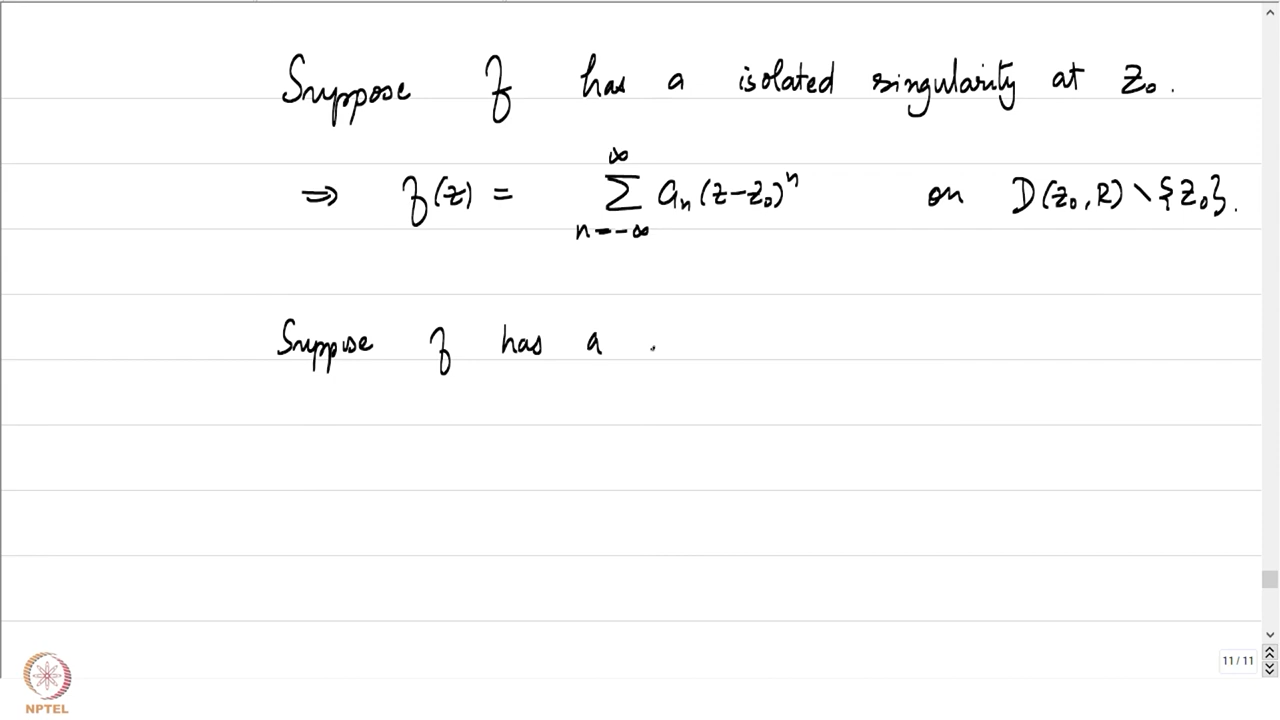 Suppose f has a isolated singularity at z₀.
⇒ f(z) = ∑_{n=-∞}^{∞} aₙ(z-z₀)ⁿ on D(z₀,R)∖{z₀}.
Suppose f has a
11/11
NPTEL